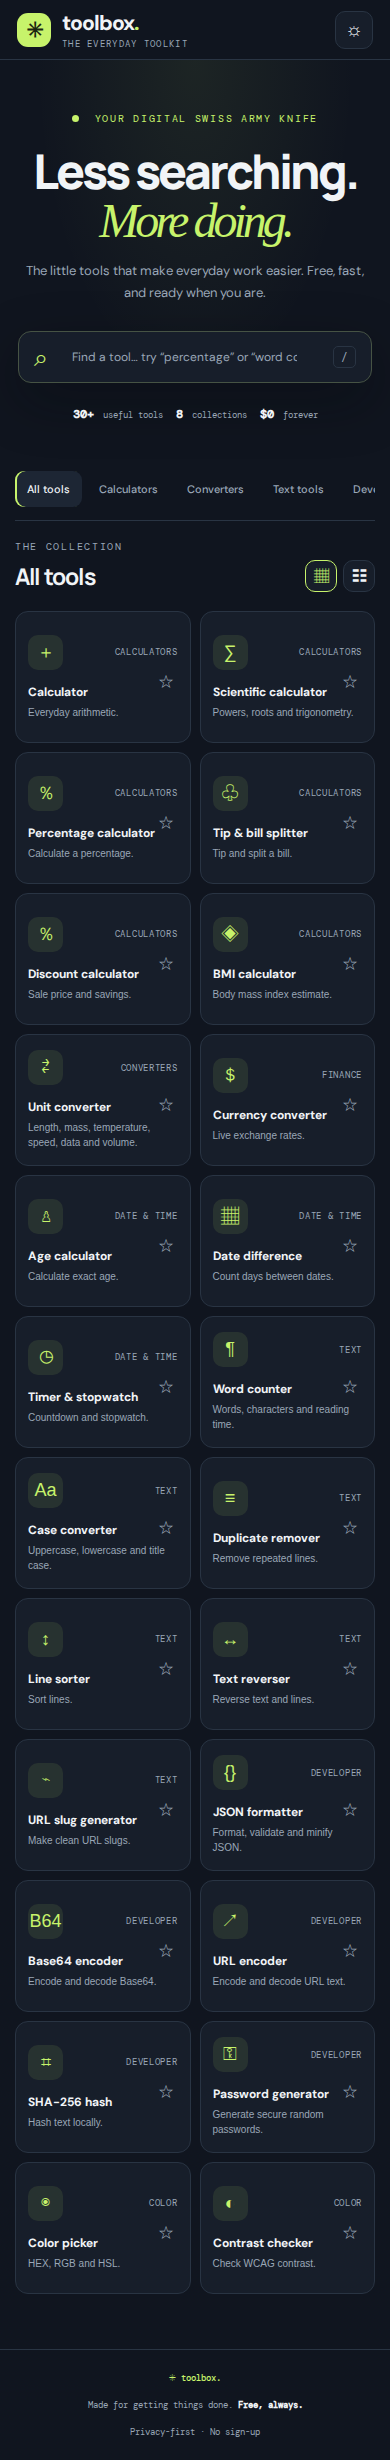 toolbox.
THE EVERYDAY TOOLKIT
YOUR DIGITAL SWISS ARMY KNIFE
Less searching.
More doing.
The little tools that make everyday work easier. Free, fast,
and ready when you are.
Find a tool… try “percentage” or “word cc
/
30+ useful tools 8 collections $0 forever
All tools Calculators Converters Text tools Deve
THE COLLECTION
All tools
+ CALCULATORS
Calculator
Everyday arithmetic.
∑ CALCULATORS
Scientific calculator
Powers, roots and trigonometry.
% CALCULATORS
Percentage calculator
Calculate a percentage.
CALCULATORS
Tip & bill splitter
Tip and split a bill.
% CALCULATORS
Discount calculator
Sale price and savings.
CALCULATORS
BMI calculator
Body mass index estimate.
CONVERTERS
Unit converter
Length, mass, temperature,
speed, data and volume.
$ FINANCE
Currency converter
Live exchange rates.
DATE & TIME
Age calculator
Calculate exact age.
DATE & TIME
Date difference
Count days between dates.
DATE & TIME
Timer & stopwatch
Countdown and stopwatch.
¶ TEXT
Word counter
Words, characters and reading
time.
Aa TEXT
Case converter
Uppercase, lowercase and title
case.
≡ TEXT
Duplicate remover
Remove repeated lines.
↕ TEXT
Line sorter
Sort lines.
↔ TEXT
Text reverser
Reverse text and lines.
TEXT
URL slug generator
Make clean URL slugs.
{} DEVELOPER
JSON formatter
Format, validate and minify
JSON.
B64 DEVELOPER
Base64 encoder
Encode and decode Base64.
↗ DEVELOPER
URL encoder
Encode and decode URL text.
⌗ DEVELOPER
SHA-256 hash
Hash text locally.
DEVELOPER
Password generator
Generate secure random
passwords.
COLOR
Color picker
HEX, RGB and HSL.
COLOR
Contrast checker
Check WCAG contrast.
toolbox.
Made for getting things done. Free, always.
Privacy-first · No sign-up